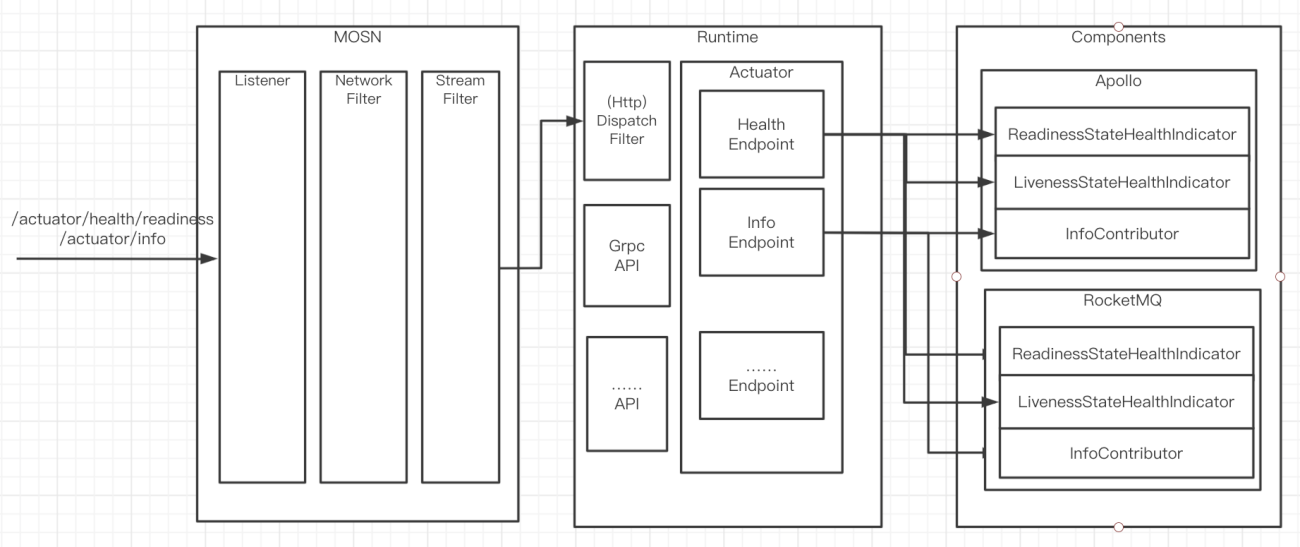 /actuator/health/readiness
/actuator/info
MOSN
Listener
Network
Filter
Stream
Filter
Runtime
(Http)
Dispatch
Filter
Grpc
API
......
API
Actuator
Health
Endpoint
Info
Endpoint
......
Endpoint
Components
Apollo
ReadinessStateHealthIndicator
LivenessStateHealthIndicator
InfoContributor
RocketMQ
ReadinessStateHealthIndicator
LivenessStateHealthIndicator
InfoContributor